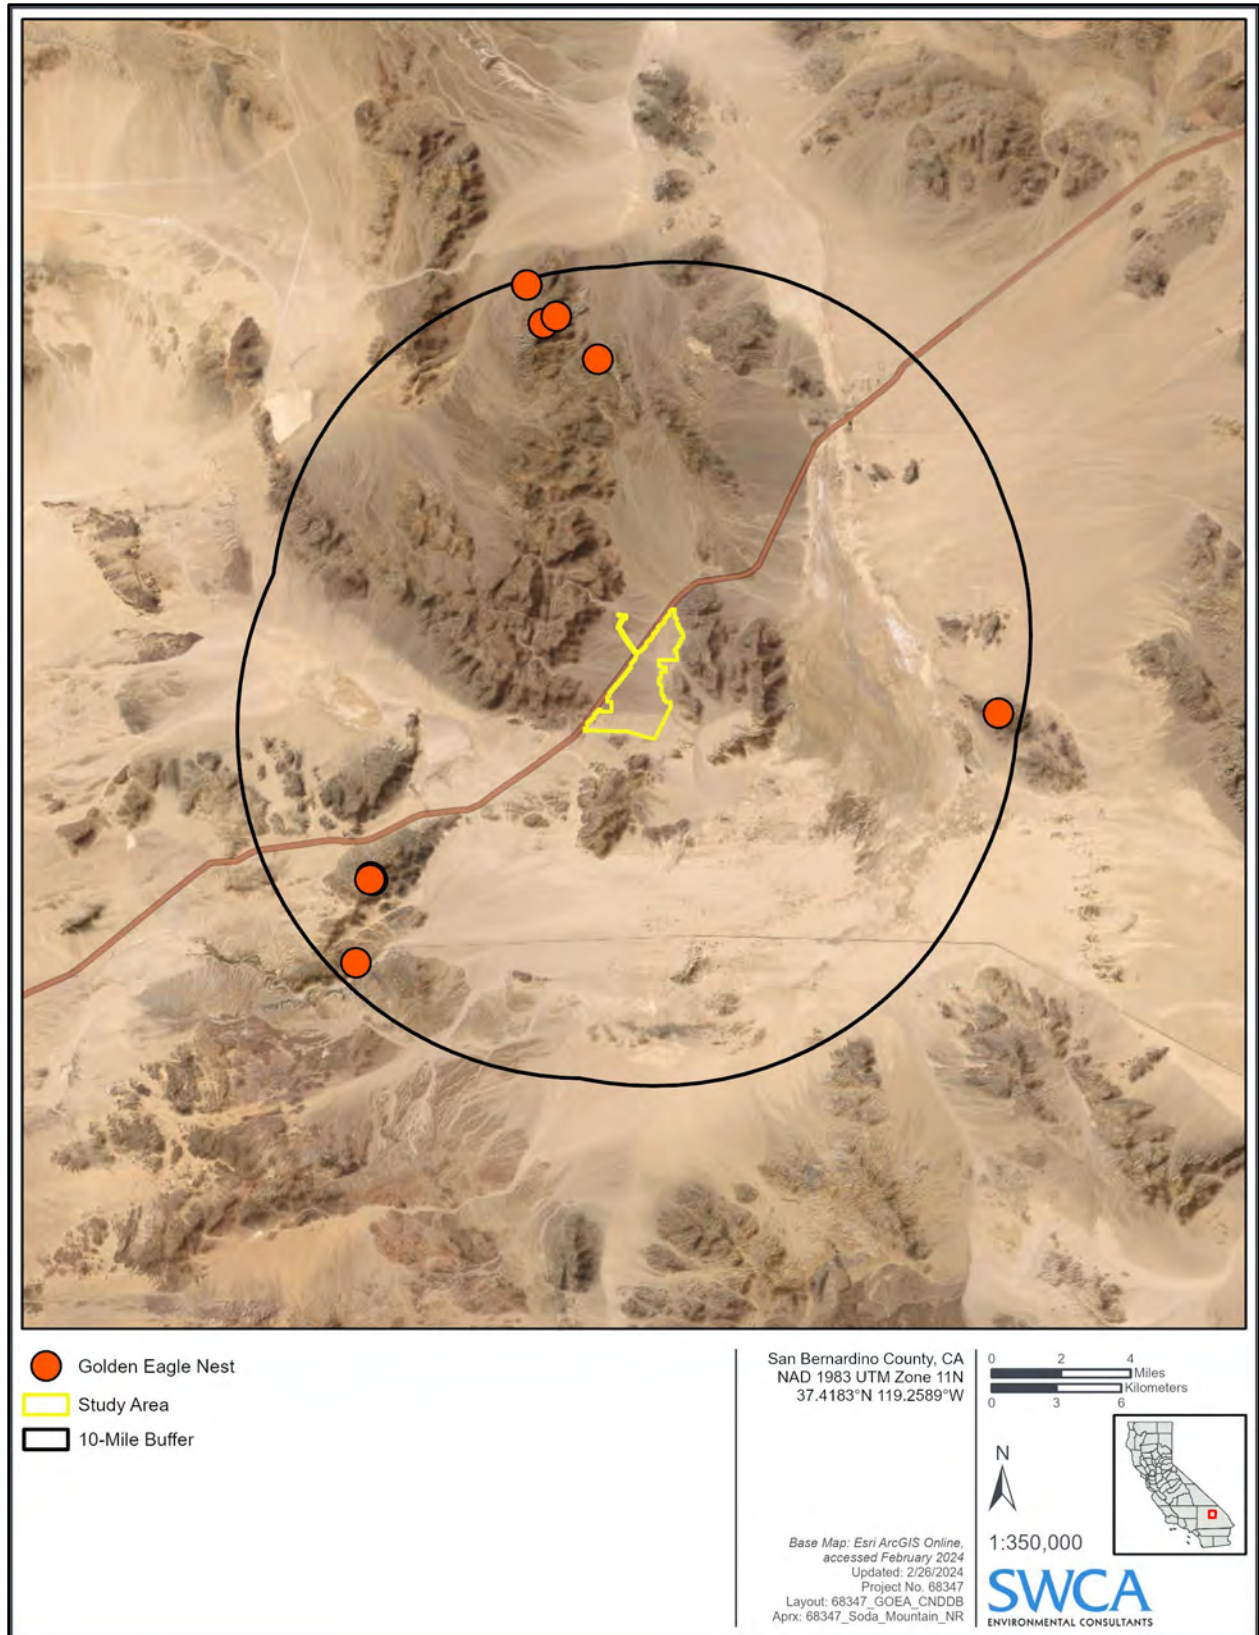 Golden Eagle Nest
Study Area
10-Mile Buffer
San Bernardino County, CA
NAD 1983 UTM Zone 11N
37.4183°N 119.2589°W
Base Map: Esri ArcGIS Online,
accessed February 2024
Updated: 2/26/2024
Project No. 68347
Layout: 68347_GOEA_CNDDB
Aprx: 68347_Soda_Mountain_NR
0 2 4
Miles
Kilometers
0 3 6
N
1:350,000
SWCA
ENVIRONMENTAL CONSULTANTS